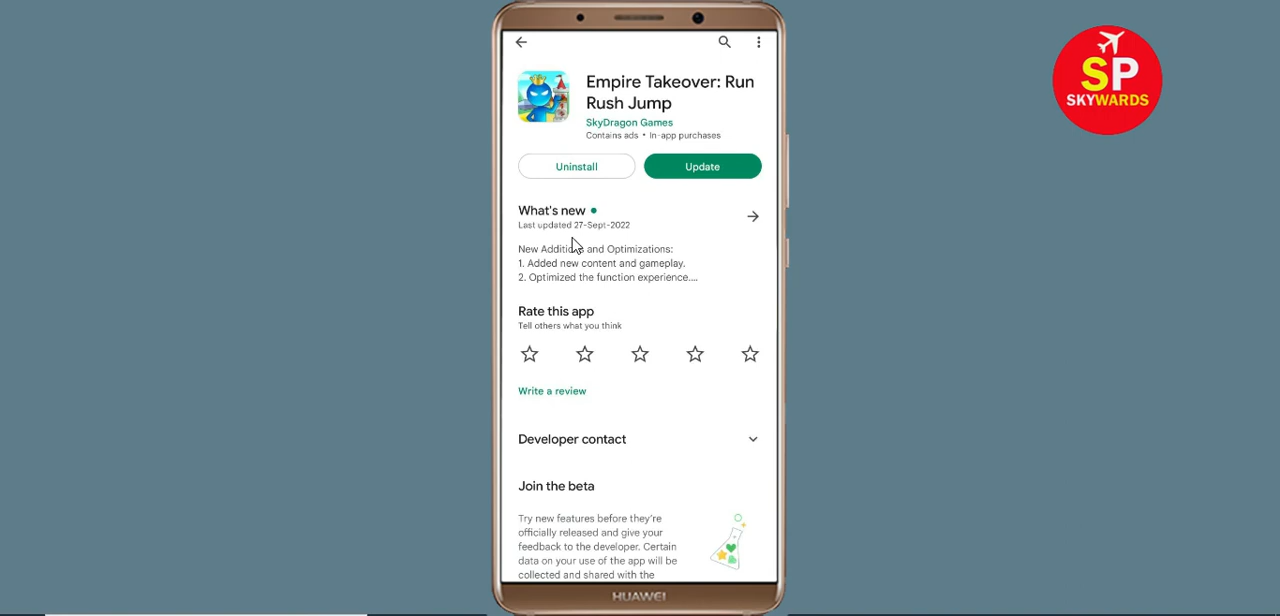 SP
SKYWARDS
Empire Takeover: Run
Rush Jump
SkyDragon Games
Contains ads • In-app purchases
Uninstall
Update
What's new
Last updated 27-Sept-2022
New Additions and Optimizations:
1. Added new content and gameplay.
2. Optimized the function experience....
Rate this app
Tell others what you think
Write a review
Developer contact
Join the beta
Try new features before they're
officially released and give your
feedback to the developer. Certain
data on your use of the app will be
collected and shared with the
HUAWEI